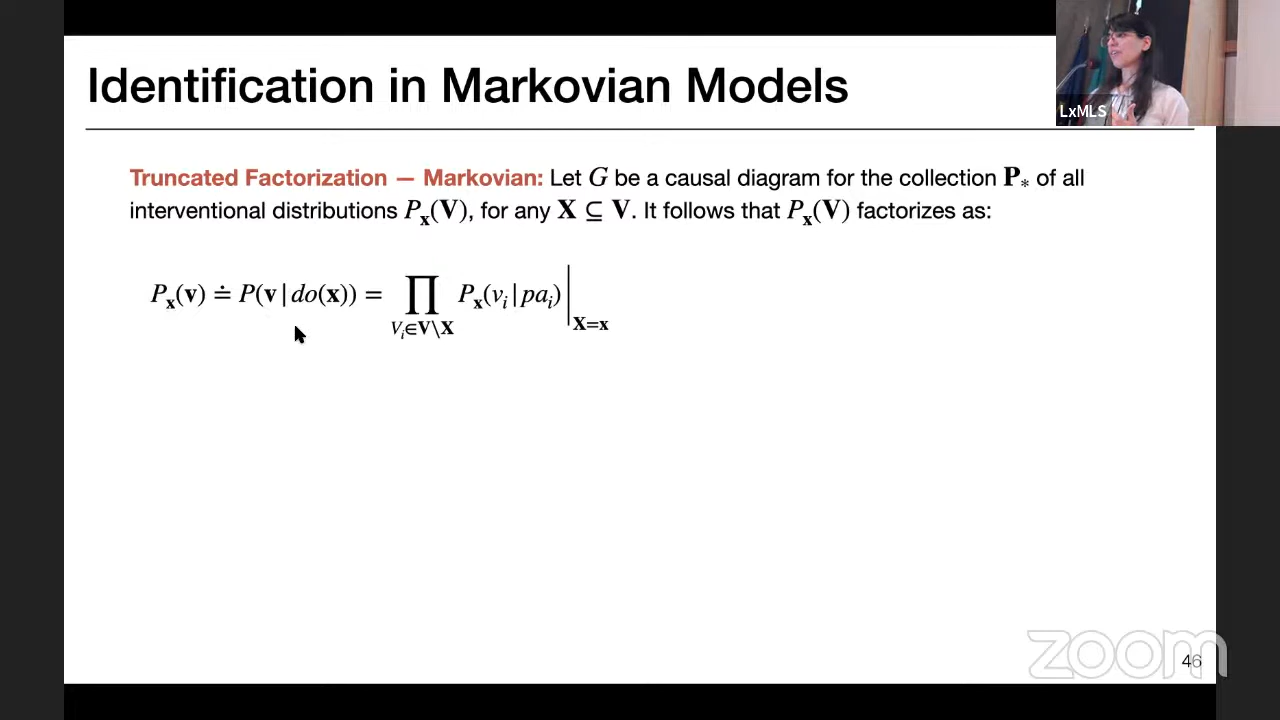 Identification in Markovian Models
LxMLS
Truncated Factorization — Markovian: Let G be a causal diagram for the collection P∗ of all
interventional distributions Pₓ(V), for any X ⊆ V. It follows that Pₓ(V) factorizes as:
Pₓ(v) ≐ P(v | do(x)) = ∏_{Vᵢ∈V\X} Pₓ(vᵢ | paᵢ) |_{X=x}
zoom
46